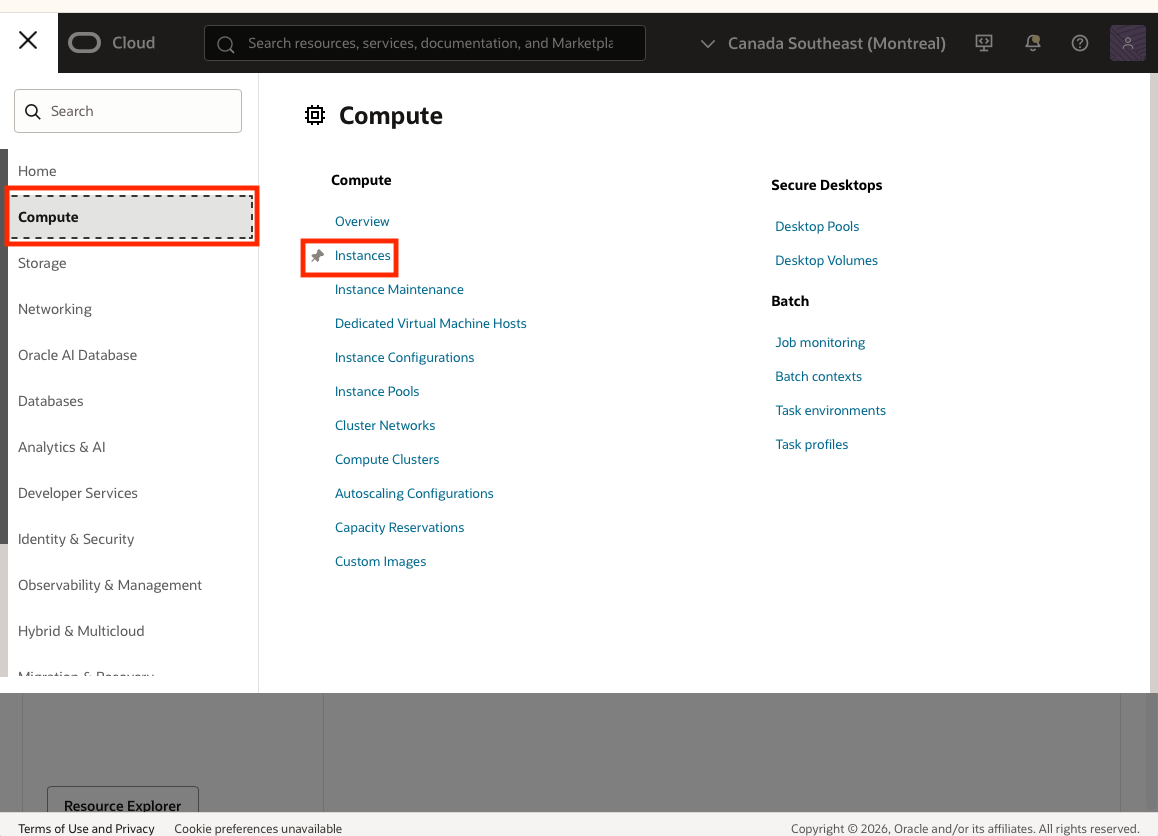 Cloud
Search resources, services, documentation, and Marketpla
Canada Southeast (Montreal)
Search
Home
Compute
Storage
Networking
Oracle AI Database
Databases
Analytics & AI
Developer Services
Identity & Security
Observability & Management
Hybrid & Multicloud
Migration & Recovery
Compute
Compute
Overview
Instances
Instance Maintenance
Dedicated Virtual Machine Hosts
Instance Configurations
Instance Pools
Cluster Networks
Compute Clusters
Autoscaling Configurations
Capacity Reservations
Custom Images
Secure Desktops
Desktop Pools
Desktop Volumes
Batch
Job monitoring
Batch contexts
Task environments
Task profiles
Resource Explorer
Terms of Use and Privacy
Cookie preferences unavailable
Copyright © 2026, Oracle and/or its affiliates. All rights reserved.